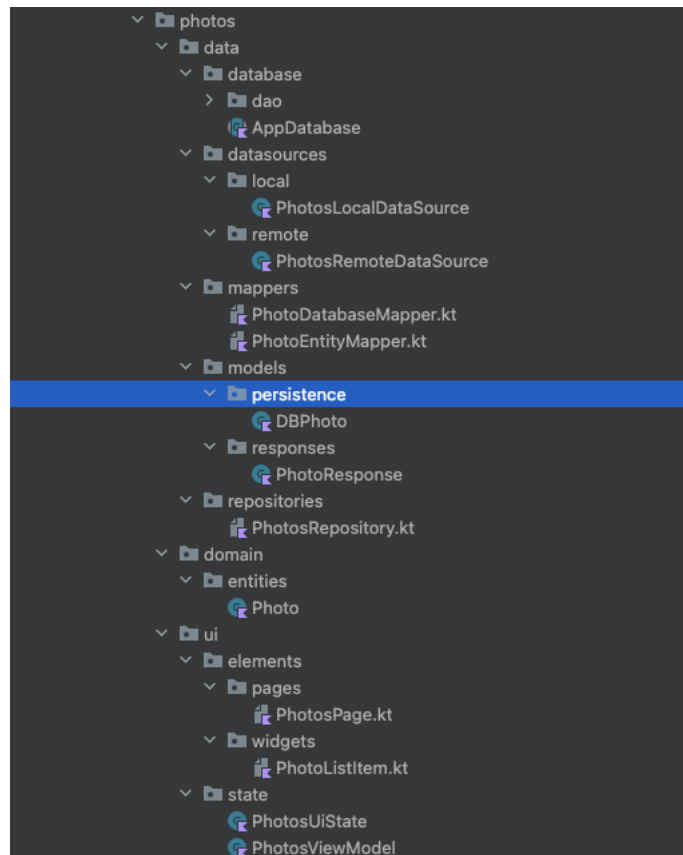 photos
data
database
dao
AppDatabase
datasources
local
PhotosLocalDataSource
remote
PhotosRemoteDataSource
mappers
PhotoDatabaseMapper.kt
PhotoEntityMapper.kt
models
persistence
DBPhoto
responses
PhotoResponse
repositories
PhotosRepository.kt
domain
entities
Photo
ui
elements
pages
PhotosPage.kt
widgets
PhotoListItem.kt
state
PhotosUiState
PhotosViewModel